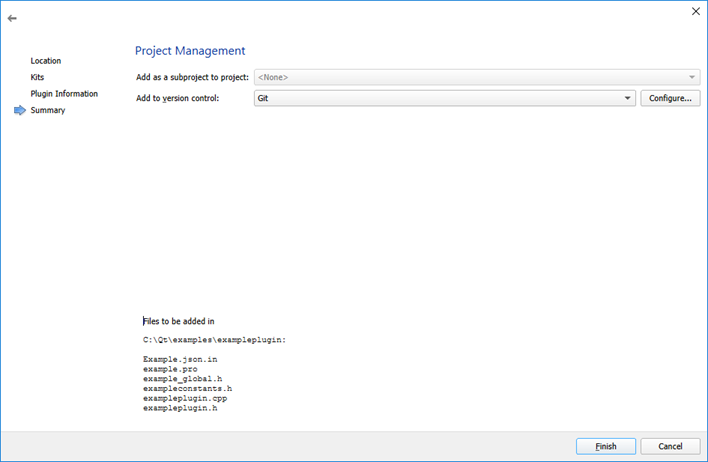 Project Management
Location
Kits
Plugin Information
Summary
Add as a subproject to project: <None>
Add to version control: Git Configure...
Files to be added in
C:\Qt\examples\exampleplugin:
Example.json.in
example.pro
example_global.h
exampleconstants.h
exampleplugin.cpp
exampleplugin.h
Finish Cancel